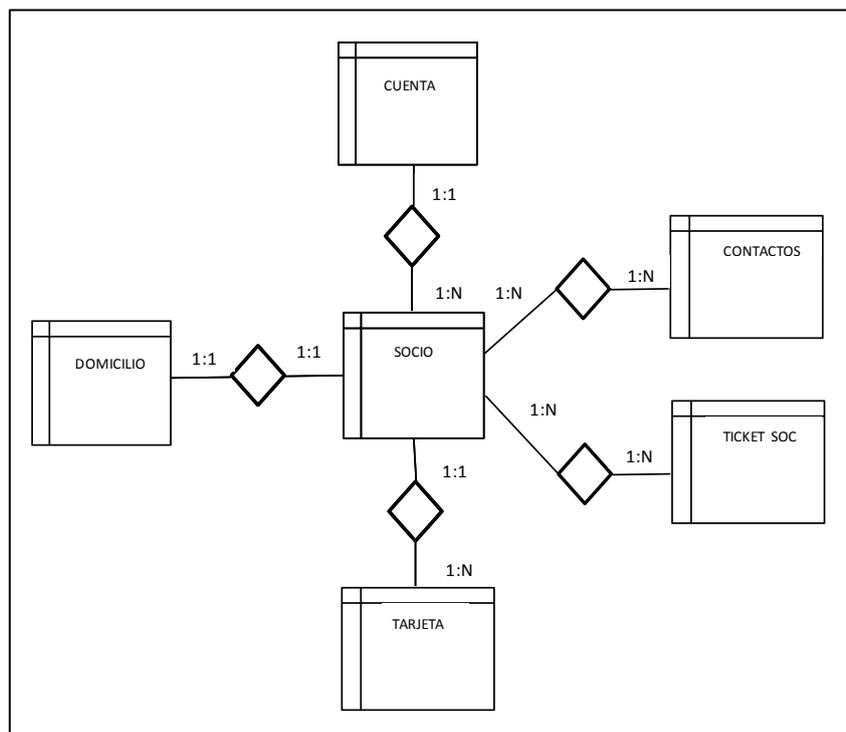 CUENTA
1:1
CONTACTOS
1:N
1:N
1:N
SOCIO
DOMICILIO
1:1
1:1
1:N
TICKET SOC
1:N
1:1
1:N
TARJETA